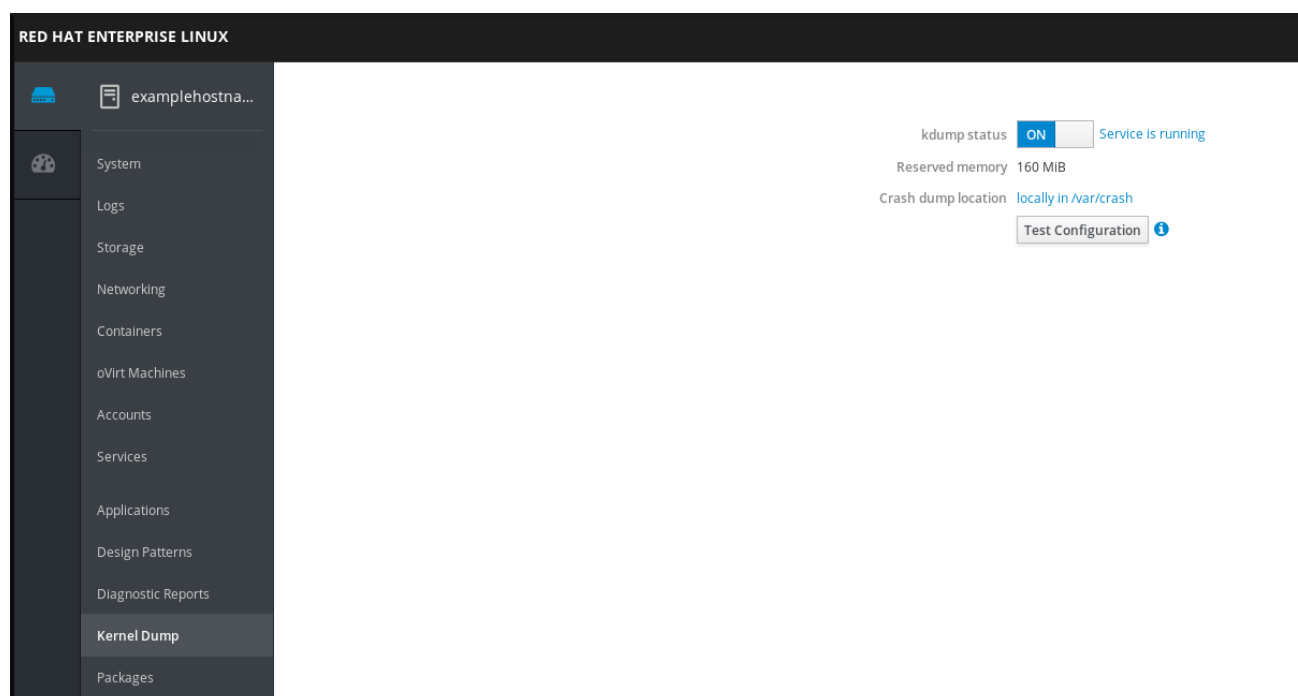 RED HAT ENTERPRISE LINUX
examplehostna...
System
Logs
Storage
Networking
Containers
oVirt Machines
Accounts
Services
Applications
Design Patterns
Diagnostic Reports
Kernel Dump
Packages
kdump status ON Service is running
Reserved memory 160 MiB
Crash dump location locally in /var/crash
Test Configuration